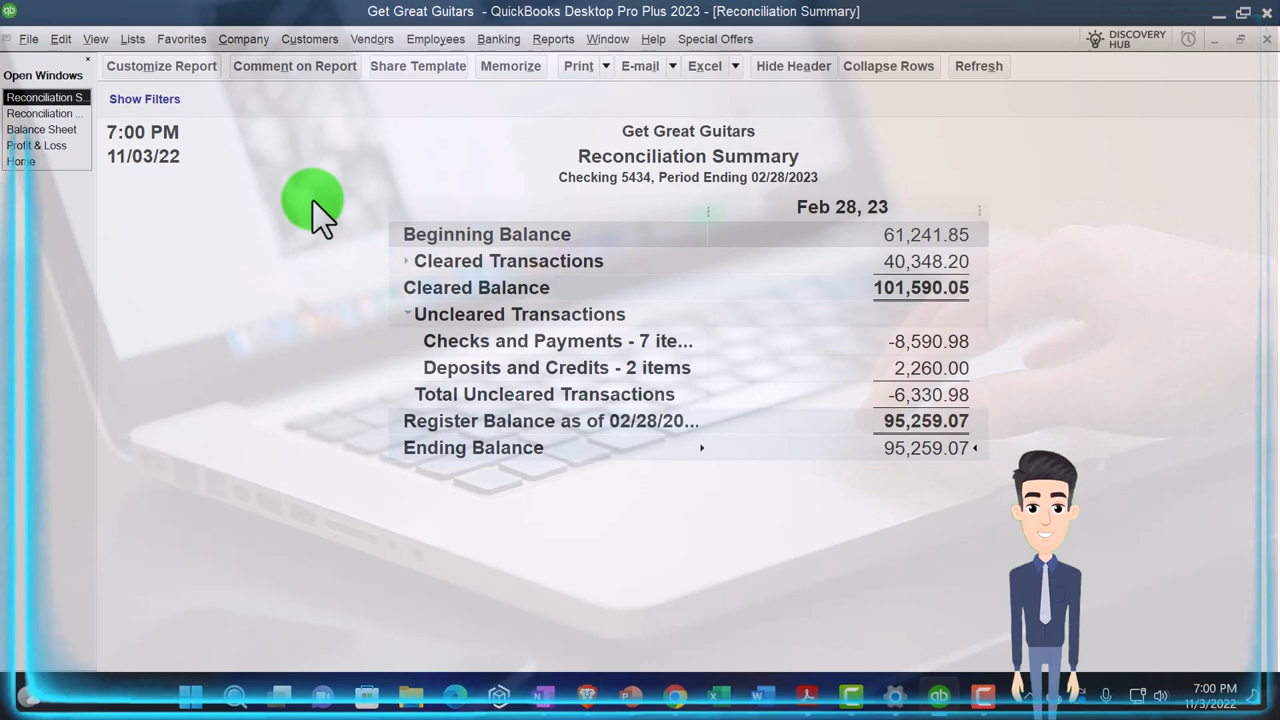 Get Great Guitars - QuickBooks Desktop Pro Plus 2023 - [Reconciliation Summary]
File Edit View Lists Favorites Company Customers Vendors Employees Banking Reports Window Help Special Offers DISCOVERY HUB
Open Windows
Customize Report Comment on Report Share Template Memorize Print E-mail Excel Hide Header Collapse Rows Refresh
Reconciliation S...
Reconciliation ...
Balance Sheet
Profit & Loss
Home
Show Filters
7:00 PM
11/03/22
Get Great Guitars
Reconciliation Summary
Checking 5434, Period Ending 02/28/2023
Feb 28, 23
Beginning Balance 61,241.85
Cleared Transactions 40,348.20
Cleared Balance 101,590.05
Uncleared Transactions
Checks and Payments - 7 ite... -8,590.98
Deposits and Credits - 2 items 2,260.00
Total Uncleared Transactions -6,330.98
Register Balance as of 02/28/20... 95,259.07
Ending Balance 95,259.07
7:00 PM
11/3/2022